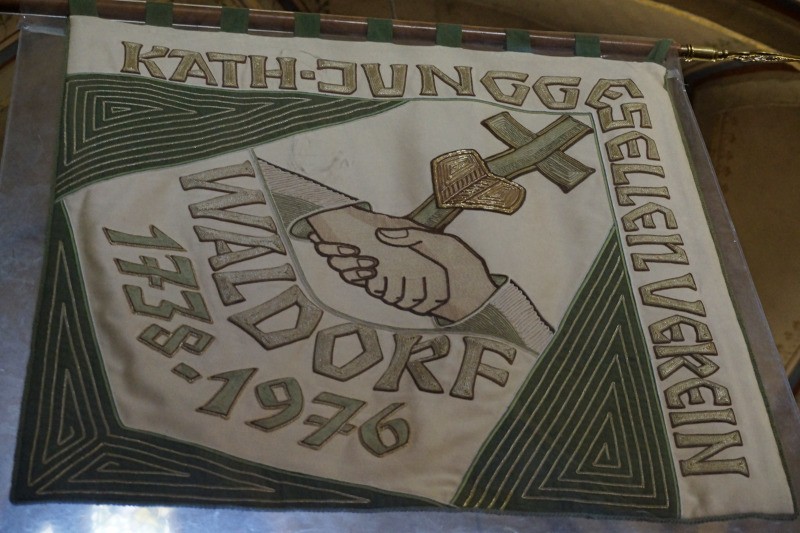 KATH-JUNGGESELLENVEREIN
WALDORF
1738-1976